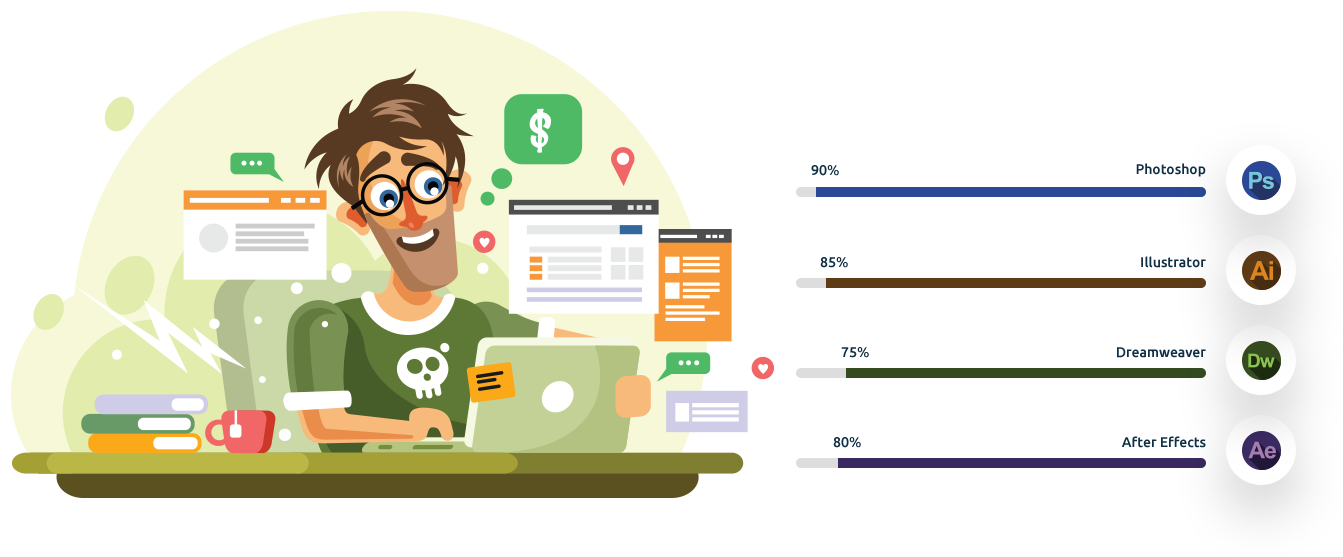 $
90%
Photoshop
Ps
85%
Illustrator
Ai
75%
Dreamweaver
Dw
80%
After Effects
Ae